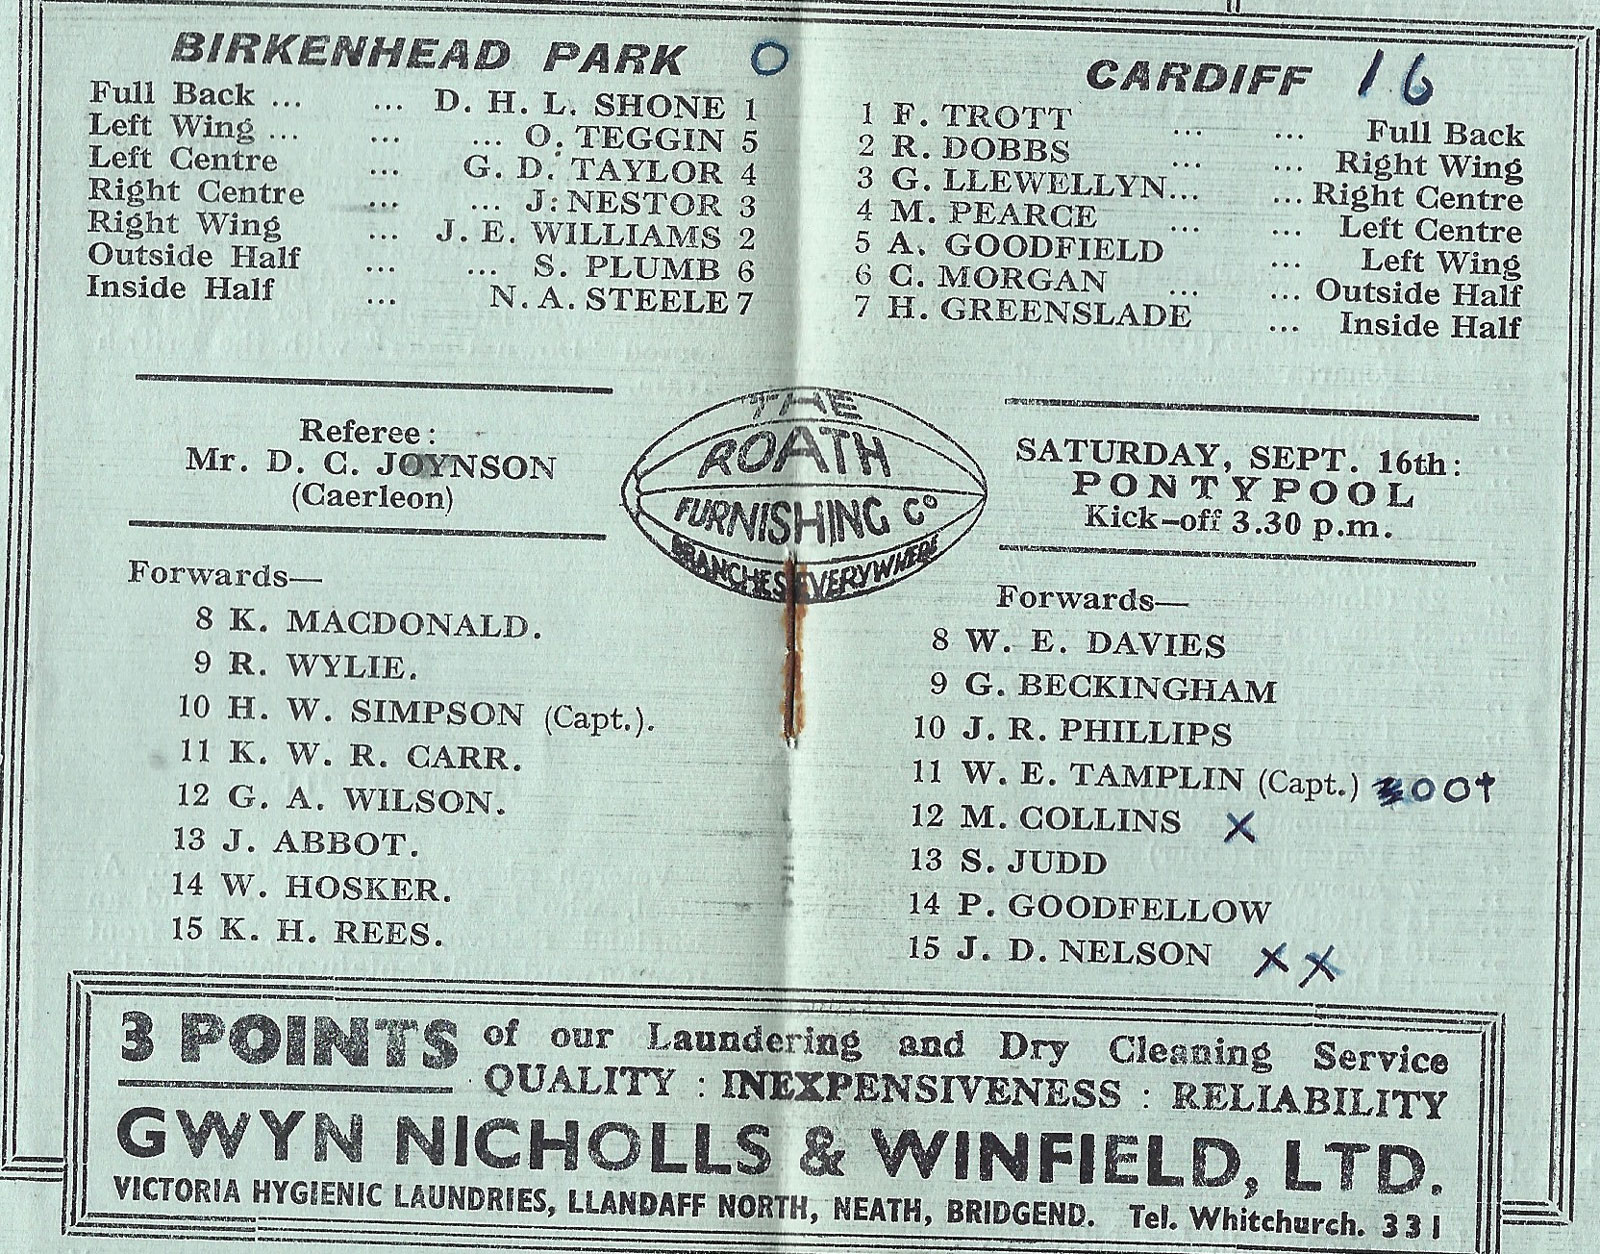 BIRKENHEAD PARK 0
Full Back ... ... D. H. L. SHONE 1
Left Wing ... ... ... O. TEGGIN 5
Left Centre ... G. D. TAYLOR 4
Right Centre ... ... J. NESTOR 3
Right Wing ... J. E. WILLIAMS 2
Outside Half ... ... S. PLUMB 6
Inside Half ... N. A. STEELE 7
CARDIFF 16
1 F. TROTT ... ... Full Back
2 R. DOBBS ... ... Right Wing
3 G. LLEWELLYN... ... Right Centre
4 M. PEARCE ... ... Left Centre
5 A. GOODFIELD ... Left Wing
6 C. MORGAN ... ... Outside Half
7 H. GREENSLADE ... Inside Half
Referee:
Mr. D. C. JOYNSON
(Caerleon)
THE
ROATH
FURNISHING Co
BRANCHES EVERYWHERE
SATURDAY, SEPT. 16th:
PONTYPOOL
Kick-off 3.30 p.m.
Forwards—
8 K. MACDONALD.
9 R. WYLIE.
10 H. W. SIMPSON (Capt.).
11 K. W. R. CARR.
12 G. A. WILSON.
13 J. ABBOT.
14 W. HOSKER.
15 K. H. REES.
Forwards—
8 W. E. DAVIES
9 G. BECKINGHAM
10 J. R. PHILLIPS
11 W. E. TAMPLIN (Capt.) 00+
12 M. COLLINS X
13 S. JUDD
14 P. GOODFELLOW
15 J. D. NELSON X X
3 POINTS of our Laundering and Dry Cleaning Service
QUALITY : INEXPENSIVENESS : RELIABILITY
GWYN NICHOLLS & WINFIELD, LTD.
VICTORIA HYGIENIC LAUNDRIES, LLANDAFF NORTH, NEATH, BRIDGEND. Tel. Whitchurch. 331